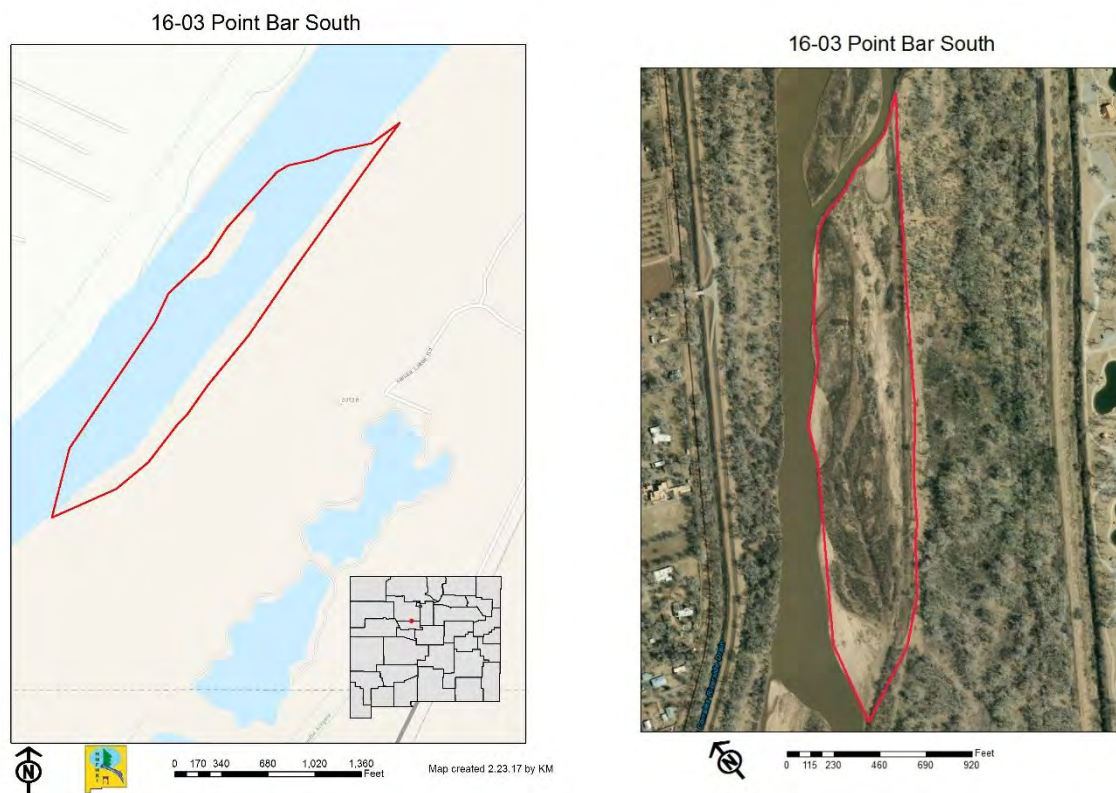 16-03 Point Bar South
N
0 170 340 680 1,020 1,360
Feet
Map created 2.23.17 by KM
16-03 Point Bar South
N
0 115 230 460 690 920
Feet